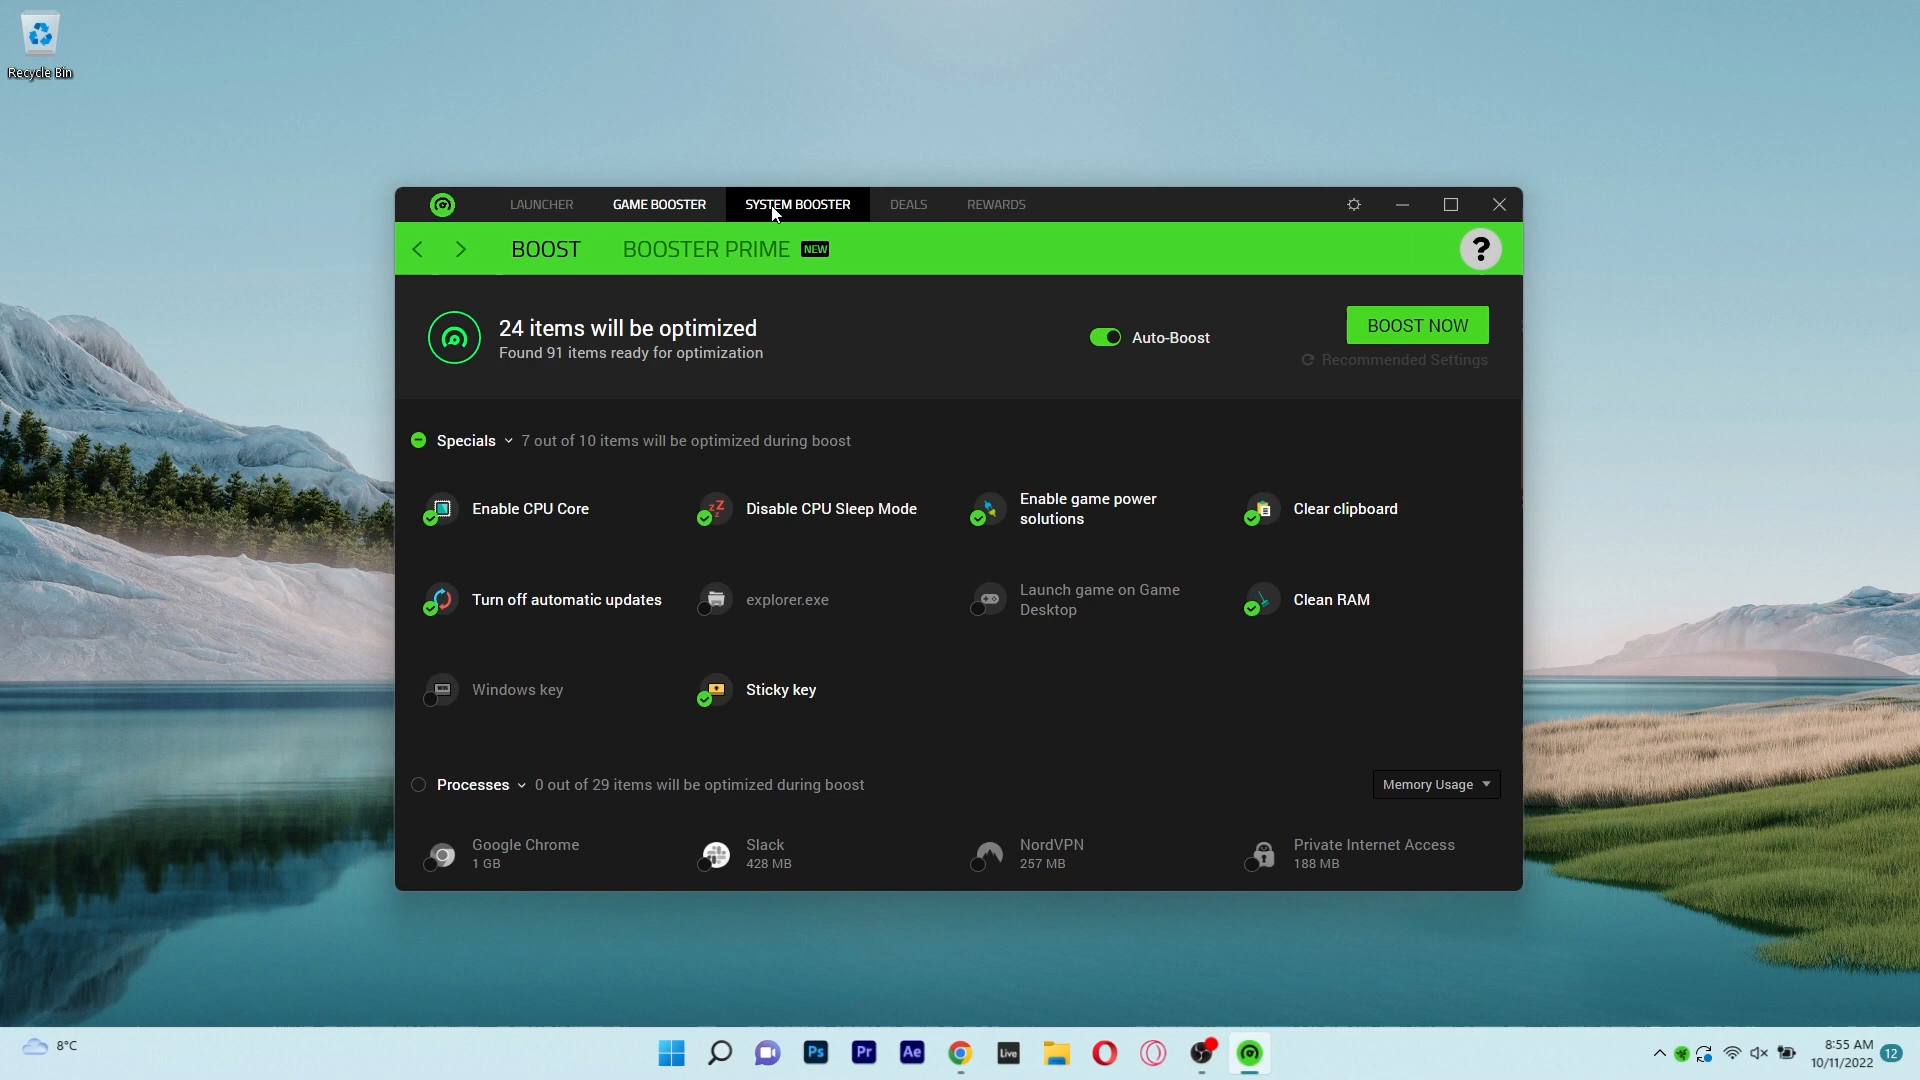 Recycle Bin
LAUNCHER
GAME BOOSTER
SYSTEM BOOSTER
DEALS
REWARDS
BOOST
BOOSTER PRIME NEW
?
24 items will be optimized
Found 91 items ready for optimization
Auto-Boost
BOOST NOW
Recommended Settings
Specials 7 out of 10 items will be optimized during boost
Enable CPU Core
Disable CPU Sleep Mode
Enable game power
solutions
Clear clipboard
Turn off automatic updates
explorer.exe
Launch game on Game
Desktop
Clean RAM
Windows key
Sticky key
Processes 0 out of 29 items will be optimized during boost
Memory Usage
Google Chrome
1 GB
Slack
428 MB
NordVPN
257 MB
Private Internet Access
188 MB
8°C
Ps
Pr
Ae
Live
8:55 AM
10/11/2022
12